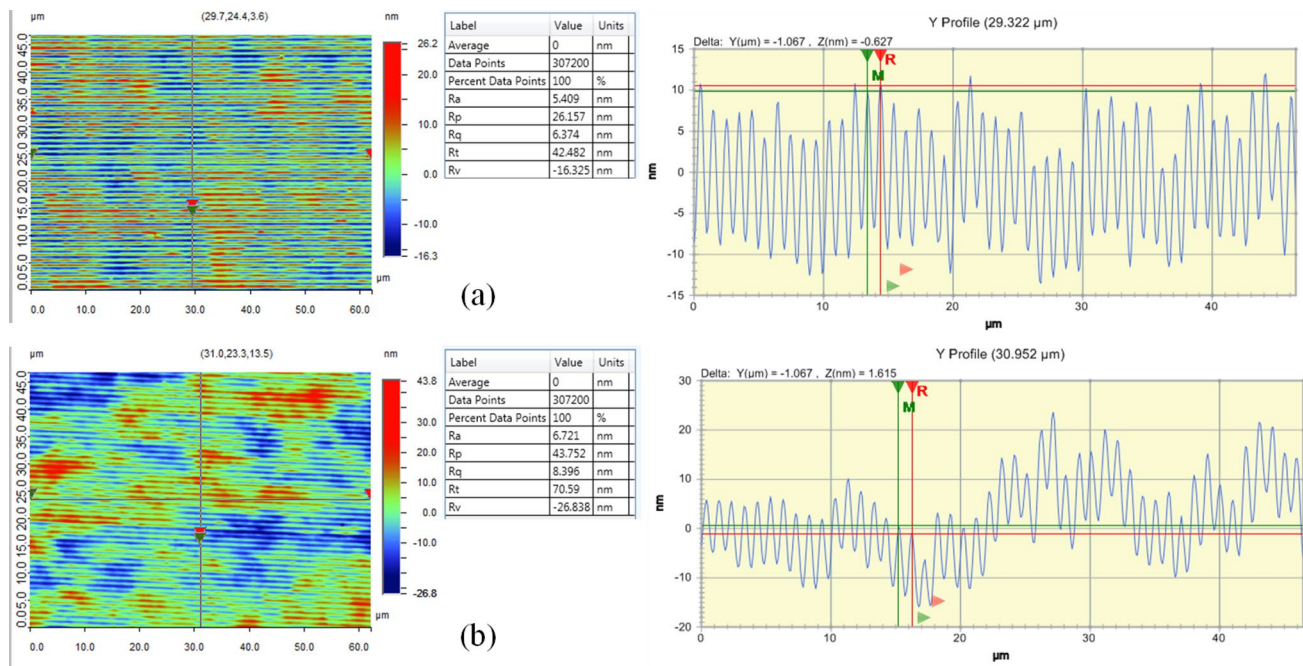 µm
(29.7,24.4,3.6)
nm
45.0
40.0
35.0
30.0
25.0
20.0
15.0
10.0
0.05.0
µm
0.0 10.0 20.0 30.0 40.0 50.0 60.0
26.2
20.0
10.0
0.0
-10.0
-16.3
Label Value Units
Average 0 nm
Data Points 307200
Percent Data Points 100 %
Ra 5.409 nm
Rp 26.157 nm
Rq 6.374 nm
Rt 42.482 nm
Rv -16.325 nm
(a)
Y Profile (29.322 µm)
Delta: Y(µm) = -1.067 , Z(nm) = -0.627
R
M
15
10
5
0
-5
-10
-15
nm
0 10 20 30 40
µm
µm
(31.0,23.3,13.5)
nm
45.0
40.0
35.0
30.0
25.0
20.0
15.0
10.0
0.05.0
µm
0.0 10.0 20.0 30.0 40.0 50.0 60.0
43.8
30.0
20.0
10.0
0.0
-10.0
-26.8
Label Value Units
Average 0 nm
Data Points 307200
Percent Data Points 100 %
Ra 6.721 nm
Rp 43.752 nm
Rq 8.396 nm
Rt 70.59 nm
Rv -26.838 nm
(b)
Y Profile (30.952 µm)
Delta: Y(µm) = -1.067 , Z(nm) = 1.615
R
M
30
20
10
0
-10
-20
nm
0 10 20 30 40
µm